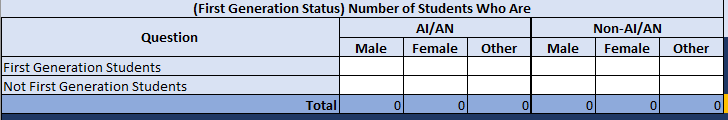 (First Generation Status) Number of Students Who Are
Question AI/AN Non-AI/AN
Male Female Other Male Female Other
First Generation Students
Not First Generation Students
Total 0 0 0 0 0 0